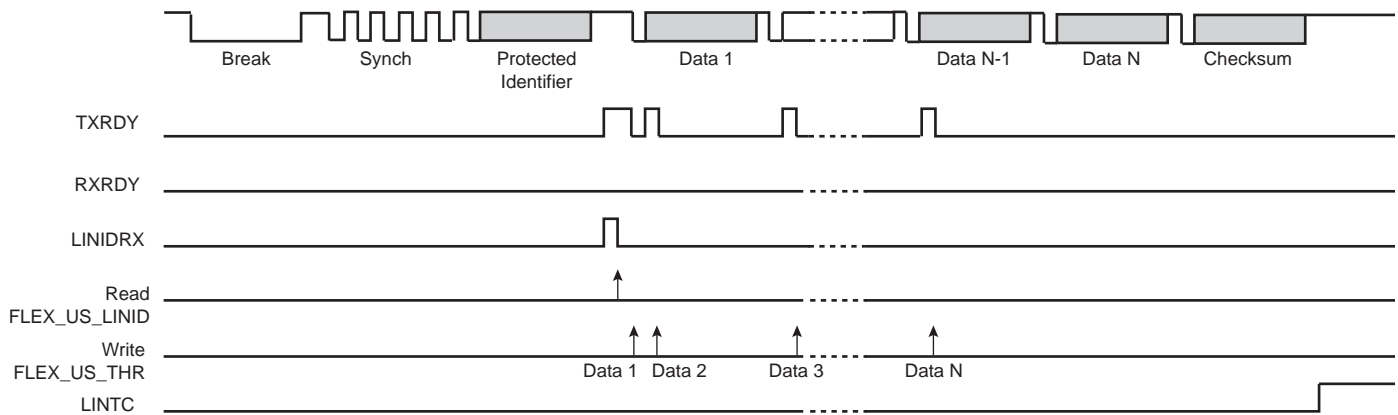 Break Synch Protected Data 1 Data N-1 Data N Checksum
Identifier
TXRDY
RXRDY
LINIDRX
Read
FLEX_US_LINID
Write
FLEX_US_THR Data 1 Data 2 Data 3 Data N
LINTC